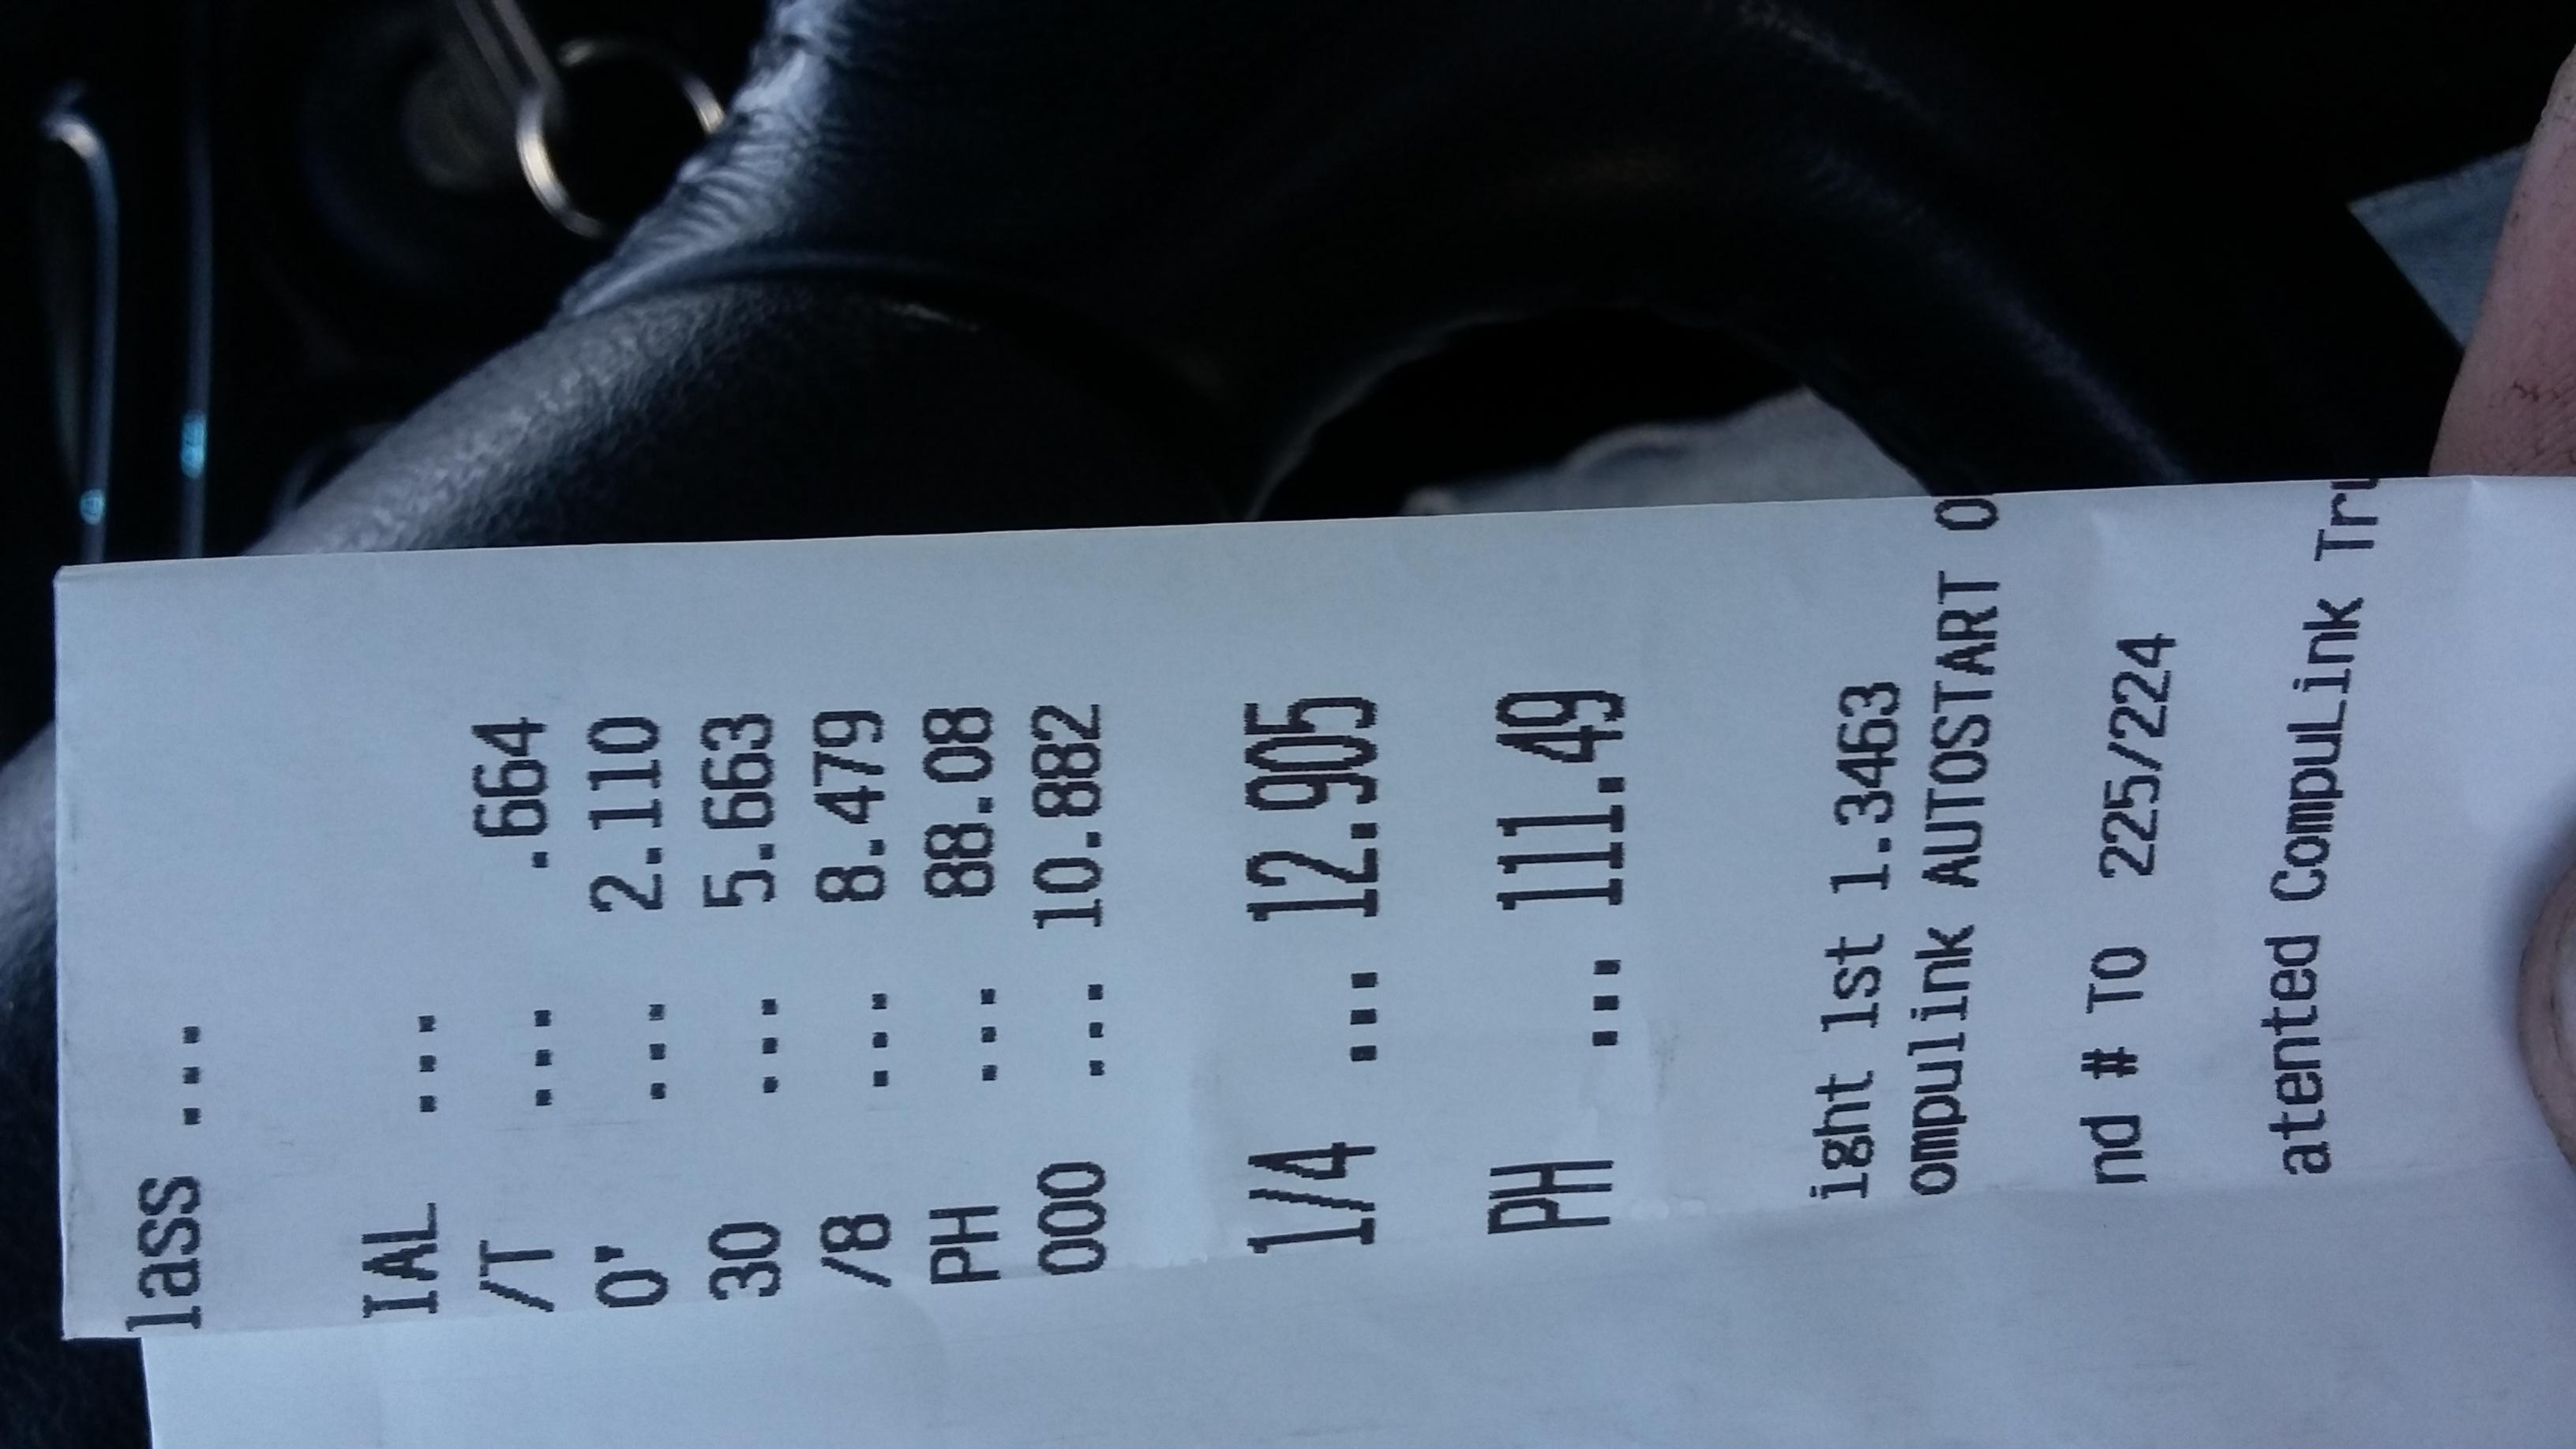 lass ...
IAL ...
/T ... .664
0' ... 2.110
30 ... 5.663
/8 ... 8.479
PH ... 88.08
000 ... 10.882
1/4 ... 12.905
PH ... 111.49
ight 1st 1.3463
ompulink AUTOSTART O
nd # TO 225/224
atented CompuLink Tru